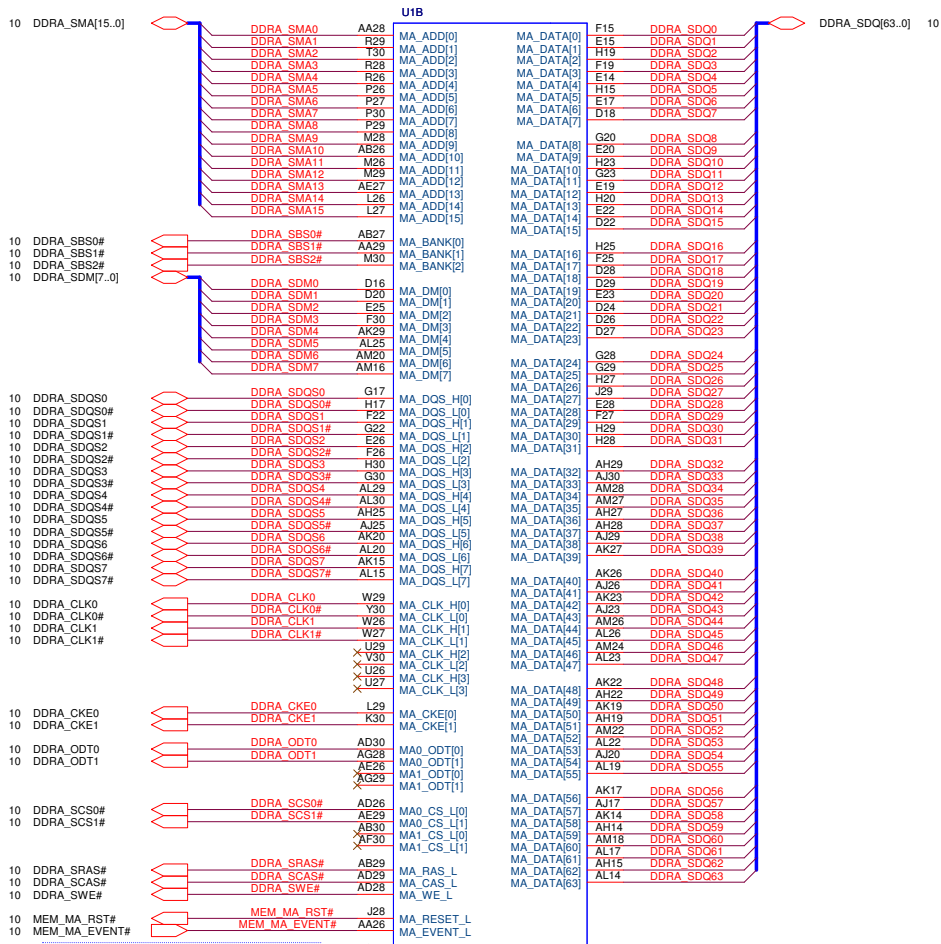 U1B
10 DDRA_SMA[15..0]
DDRA_SMA0 AA28 MA_ADD[0]
DDRA_SMA1 R29 MA_ADD[1]
DDRA_SMA2 T30 MA_ADD[2]
DDRA_SMA3 R28 MA_ADD[3]
DDRA_SMA4 R26 MA_ADD[4]
DDRA_SMA5 P26 MA_ADD[5]
DDRA_SMA6 P27 MA_ADD[6]
DDRA_SMA7 P30 MA_ADD[7]
DDRA_SMA8 P29 MA_ADD[8]
DDRA_SMA9 M28 MA_ADD[9]
DDRA_SMA10 AB26 MA_ADD[10]
DDRA_SMA11 M26 MA_ADD[11]
DDRA_SMA12 M29 MA_ADD[12]
DDRA_SMA13 AE27 MA_ADD[13]
DDRA_SMA14 L26 MA_ADD[14]
DDRA_SMA15 L27 MA_ADD[15]
10 DDRA_SBS0# DDRA_SBS0# AB27 MA_BANK[0]
10 DDRA_SBS1# DDRA_SBS1# AA29 MA_BANK[1]
10 DDRA_SBS2# DDRA_SBS2# M30 MA_BANK[2]
10 DDRA_SDM[7..0]
DDRA_SDM0 D16 MA_DM[0]
DDRA_SDM1 D20 MA_DM[1]
DDRA_SDM2 E25 MA_DM[2]
DDRA_SDM3 F30 MA_DM[3]
DDRA_SDM4 AK29 MA_DM[4]
DDRA_SDM5 AL25 MA_DM[5]
DDRA_SDM6 AM20 MA_DM[6]
DDRA_SDM7 AM16 MA_DM[7]
10 DDRA_SDQS0 DDRA_SDQS0 G17 MA_DQS_H[0]
10 DDRA_SDQS0# DDRA_SDQS0# H17 MA_DQS_L[0]
10 DDRA_SDQS1 DDRA_SDQS1 F22 MA_DQS_H[1]
10 DDRA_SDQS1# DDRA_SDQS1# G22 MA_DQS_L[1]
10 DDRA_SDQS2 DDRA_SDQS2 E26 MA_DQS_H[2]
10 DDRA_SDQS2# DDRA_SDQS2# F26 MA_DQS_L[2]
10 DDRA_SDQS3 DDRA_SDQS3 H30 MA_DQS_H[3]
10 DDRA_SDQS3# DDRA_SDQS3# G30 MA_DQS_L[3]
10 DDRA_SDQS4 DDRA_SDQS4 AL29 MA_DQS_H[4]
10 DDRA_SDQS4# DDRA_SDQS4# AL30 MA_DQS_L[4]
10 DDRA_SDQS5 DDRA_SDQS5 AH25 MA_DQS_H[5]
10 DDRA_SDQS5# DDRA_SDQS5# AJ25 MA_DQS_L[5]
10 DDRA_SDQS6 DDRA_SDQS6 AK20 MA_DQS_H[6]
10 DDRA_SDQS6# DDRA_SDQS6# AL20 MA_DQS_L[6]
10 DDRA_SDQS7 DDRA_SDQS7 AK15 MA_DQS_H[7]
10 DDRA_SDQS7# DDRA_SDQS7# AL15 MA_DQS_L[7]
10 DDRA_CLK0 DDRA_CLK0 W29 MA_CLK_H[0]
10 DDRA_CLK0# DDRA_CLK0# Y30 MA_CLK_L[0]
10 DDRA_CLK1 DDRA_CLK1 W26 MA_CLK_H[1]
10 DDRA_CLK1# DDRA_CLK1# W27 MA_CLK_L[1]
U29 MA_CLK_H[2]
V30 MA_CLK_L[2]
U26 MA_CLK_H[3]
U27 MA_CLK_L[3]
10 DDRA_CKE0 DDRA_CKE0 L29 MA_CKE[0]
10 DDRA_CKE1 DDRA_CKE1 K30 MA_CKE[1]
10 DDRA_ODT0 DDRA_ODT0 AD30 MA0_ODT[0]
10 DDRA_ODT1 DDRA_ODT1 AG28 MA0_ODT[1]
AE26 MA1_ODT[0]
AG29 MA1_ODT[1]
10 DDRA_SCS0# DDRA_SCS0# AD26 MA0_CS_L[0]
10 DDRA_SCS1# DDRA_SCS1# AE29 MA0_CS_L[1]
AB30 MA1_CS_L[0]
AF30 MA1_CS_L[1]
10 DDRA_SRAS# DDRA_SRAS# AB29 MA_RAS_L
10 DDRA_SCAS# DDRA_SCAS# AD29 MA_CAS_L
10 DDRA_SWE# DDRA_SWE# AD28 MA_WE_L
10 MEM_MA_RST# MEM_MA_RST# J28 MA_RESET_L
10 MEM_MA_EVENT# MEM_MA_EVENT# AA26 MA_EVENT_L
DDRA_SDQ[63..0] 10
MA_DATA[0] F15 DDRA_SDQ0
MA_DATA[1] E15 DDRA_SDQ1
MA_DATA[2] H19 DDRA_SDQ2
MA_DATA[3] F19 DDRA_SDQ3
MA_DATA[4] E14 DDRA_SDQ4
MA_DATA[5] H15 DDRA_SDQ5
MA_DATA[6] E17 DDRA_SDQ6
MA_DATA[7] D18 DDRA_SDQ7
MA_DATA[8] G20 DDRA_SDQ8
MA_DATA[9] E20 DDRA_SDQ9
MA_DATA[10] H23 DDRA_SDQ10
MA_DATA[11] G23 DDRA_SDQ11
MA_DATA[12] E19 DDRA_SDQ12
MA_DATA[13] H20 DDRA_SDQ13
MA_DATA[14] E22 DDRA_SDQ14
MA_DATA[15] D22 DDRA_SDQ15
MA_DATA[16] H25 DDRA_SDQ16
MA_DATA[17] F25 DDRA_SDQ17
MA_DATA[18] D28 DDRA_SDQ18
MA_DATA[19] D29 DDRA_SDQ19
MA_DATA[20] E23 DDRA_SDQ20
MA_DATA[21] D24 DDRA_SDQ21
MA_DATA[22] D26 DDRA_SDQ22
MA_DATA[23] D27 DDRA_SDQ23
MA_DATA[24] G28 DDRA_SDQ24
MA_DATA[25] G29 DDRA_SDQ25
MA_DATA[26] H27 DDRA_SDQ26
MA_DATA[27] J29 DDRA_SDQ27
MA_DATA[28] E28 DDRA_SDQ28
MA_DATA[29] F27 DDRA_SDQ29
MA_DATA[30] H29 DDRA_SDQ30
MA_DATA[31] H28 DDRA_SDQ31
MA_DATA[32] AH29 DDRA_SDQ32
MA_DATA[33] AJ30 DDRA_SDQ33
MA_DATA[34] AM28 DDRA_SDQ34
MA_DATA[35] AM27 DDRA_SDQ35
MA_DATA[36] AH27 DDRA_SDQ36
MA_DATA[37] AH28 DDRA_SDQ37
MA_DATA[38] AJ29 DDRA_SDQ38
MA_DATA[39] AK27 DDRA_SDQ39
MA_DATA[40] AK26 DDRA_SDQ40
MA_DATA[41] AJ26 DDRA_SDQ41
MA_DATA[42] AK23 DDRA_SDQ42
MA_DATA[43] AJ23 DDRA_SDQ43
MA_DATA[44] AM26 DDRA_SDQ44
MA_DATA[45] AL26 DDRA_SDQ45
MA_DATA[46] AM24 DDRA_SDQ46
MA_DATA[47] AL23 DDRA_SDQ47
MA_DATA[48] AK22 DDRA_SDQ48
MA_DATA[49] AH22 DDRA_SDQ49
MA_DATA[50] AK19 DDRA_SDQ50
MA_DATA[51] AH19 DDRA_SDQ51
MA_DATA[52] AM22 DDRA_SDQ52
MA_DATA[53] AL22 DDRA_SDQ53
MA_DATA[54] AJ20 DDRA_SDQ54
MA_DATA[55] AL19 DDRA_SDQ55
MA_DATA[56] AK17 DDRA_SDQ56
MA_DATA[57] AJ17 DDRA_SDQ57
MA_DATA[58] AK14 DDRA_SDQ58
MA_DATA[59] AH14 DDRA_SDQ59
MA_DATA[60] AM18 DDRA_SDQ60
MA_DATA[61] AL17 DDRA_SDQ61
MA_DATA[62] AH15 DDRA_SDQ62
MA_DATA[63] AL14 DDRA_SDQ63